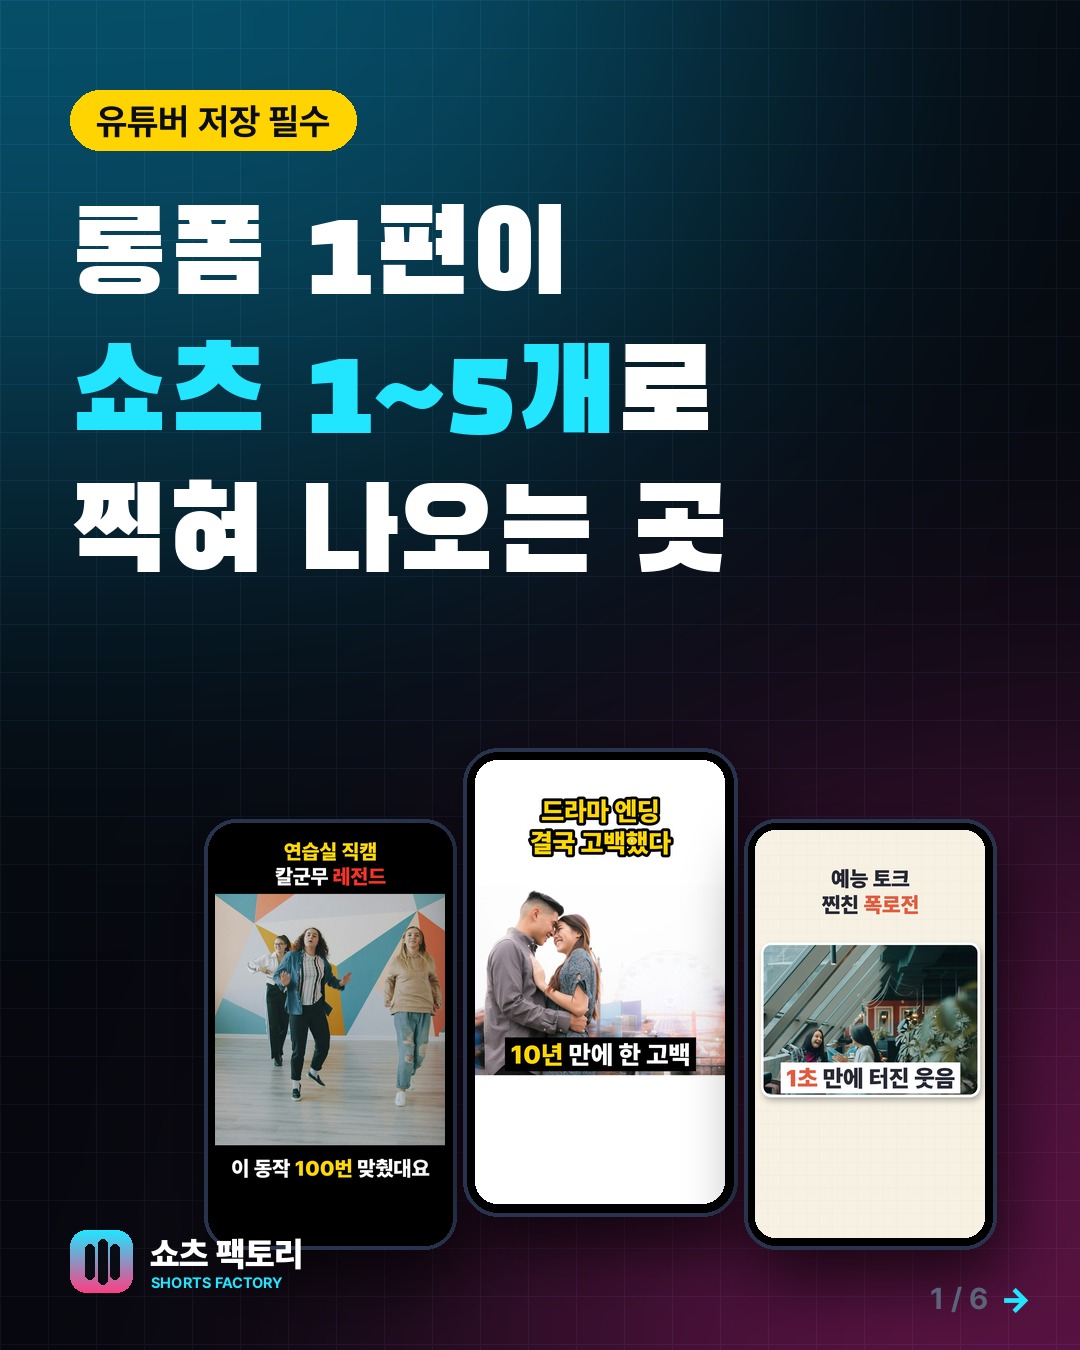 유튜버 저장 필수
롱폼 1편이
쇼츠 1~5개로
찍혀 나오는 곳
연습실 직캠
칼군무 레전드
이 동작 100번 맞췄대요
드라마 엔딩
결국 고백했다
10년 만에 한 고백
예능 토크
찐친 폭로전
1초 만에 터진 웃음
쇼츠 팩토리
SHORTS FACTORY
1 / 6 →